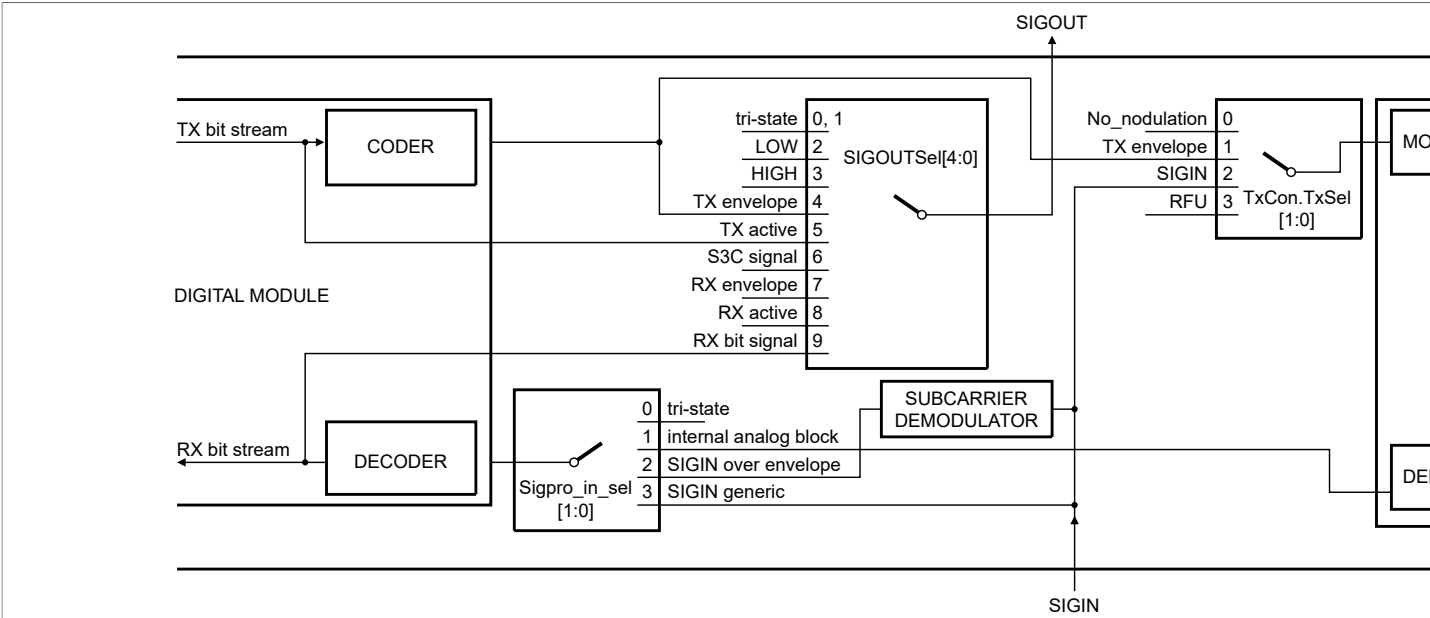 SIGOUT
TX bit stream
CODER
tri-state 0, 1
LOW 2
HIGH 3
TX envelope 4
TX active 5
S3C signal 6
RX envelope 7
RX active 8
RX bit signal 9
SIGOUTSel[4:0]
No_nodulation 0
TX envelope 1
SIGIN 2
RFU 3
TxCon.TxSel
[1:0]
MO
DIGITAL MODULE
RX bit stream
DECODER
Sigpro_in_sel
[1:0]
0 tri-state
1 internal analog block
2 SIGIN over envelope
3 SIGIN generic
SUBCARRIER
DEMODULATOR
DE
SIGIN